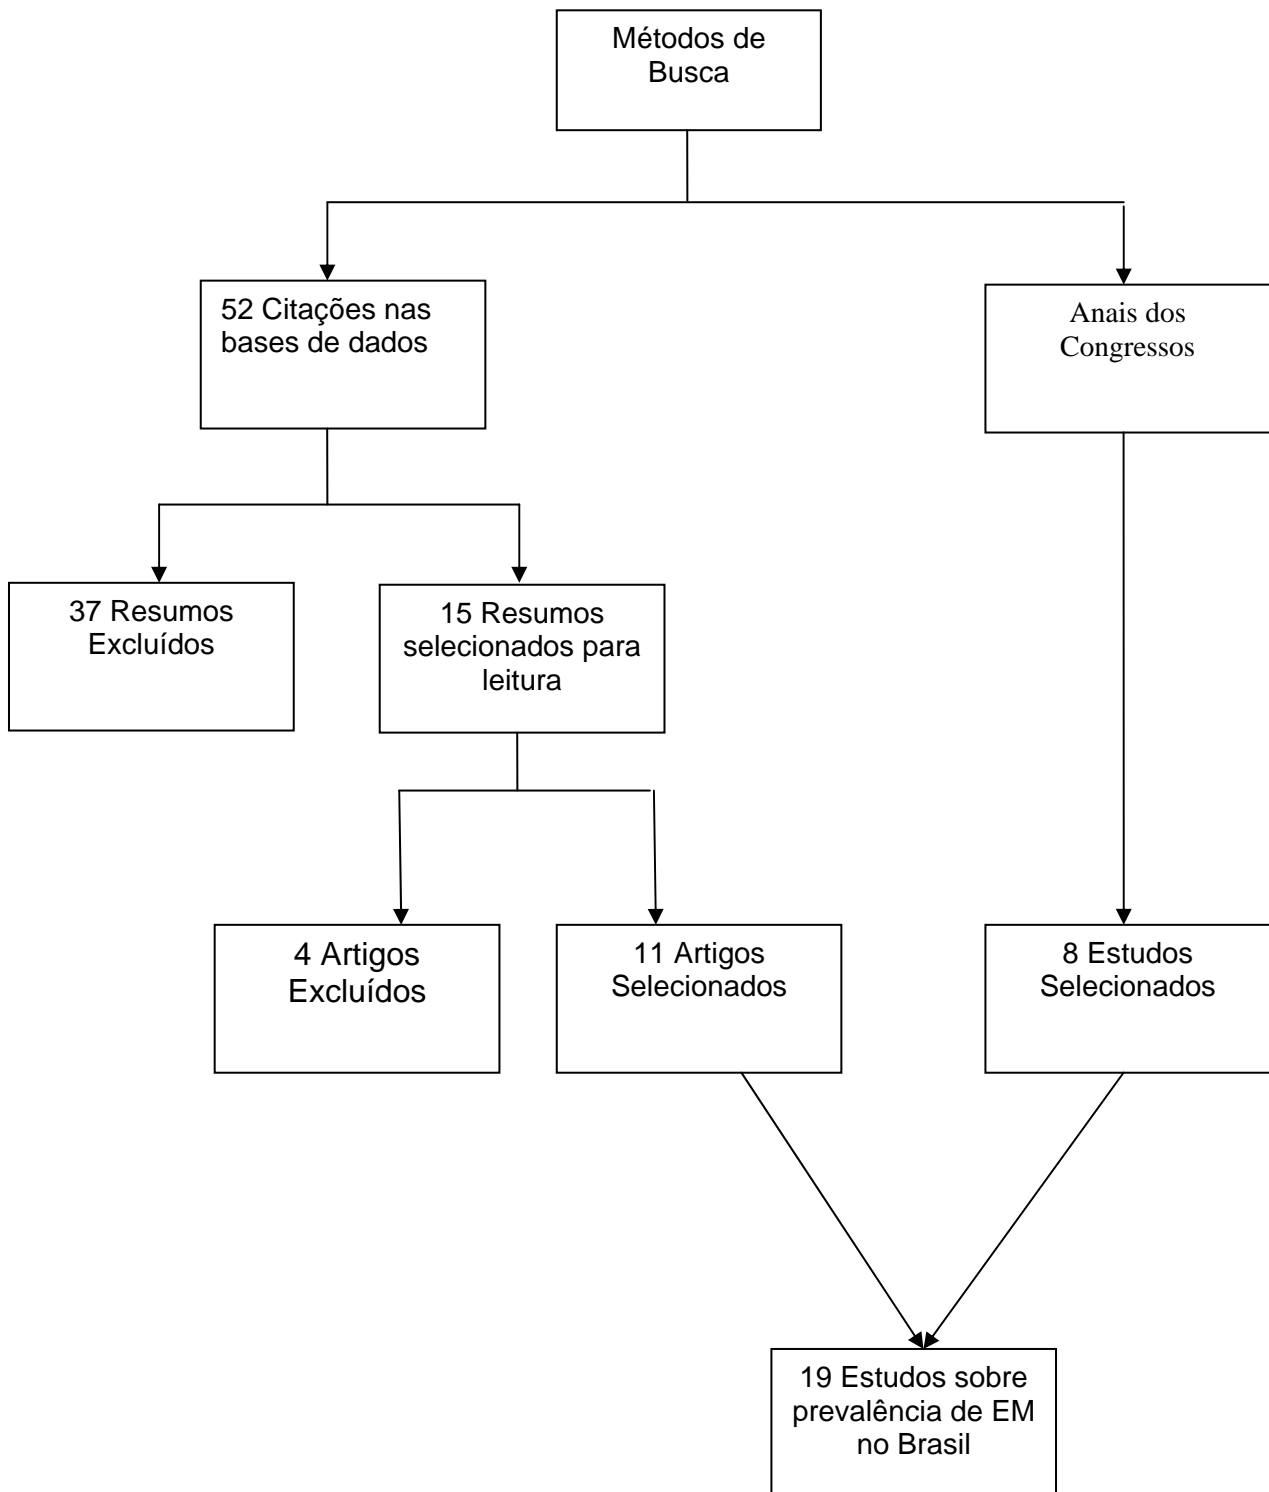 Métodos de
Busca
52 Citações nas
bases de dados
Anais dos
Congressos
37 Resumos
Excluídos
15 Resumos
selecionados para
leitura
4 Artigos
Excluídos
11 Artigos
Selecionados
8 Estudos
Selecionados
19 Estudos sobre
prevalência de EM
no Brasil